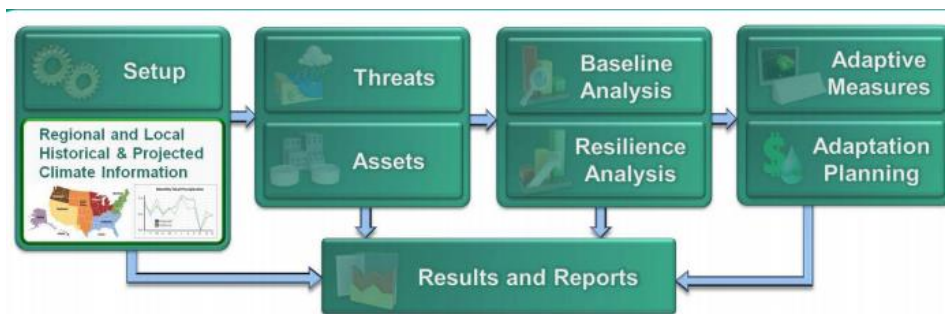 Setup
Regional and Local
Historical & Projected
Climate Information
Threats
Assets
Baseline
Analysis
Resilience
Analysis
Adaptive
Measures
Adaptation
Planning
Results and Reports